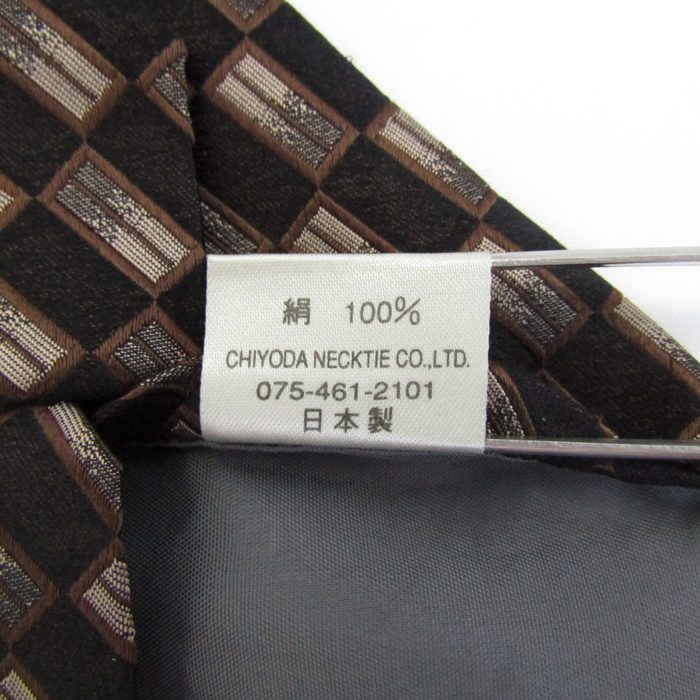 絹 100%
CHIYODA NECKTIE CO.,LTD.
075-461-2101
日本製